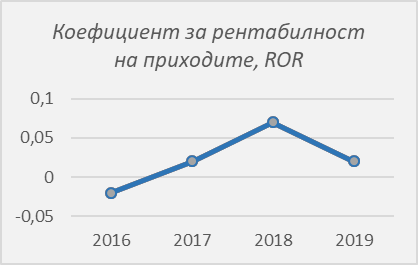 Коефициент за рентабилност
на приходите, ROR
0,1
0,05
0
-0,05
2016 2017 2018 2019